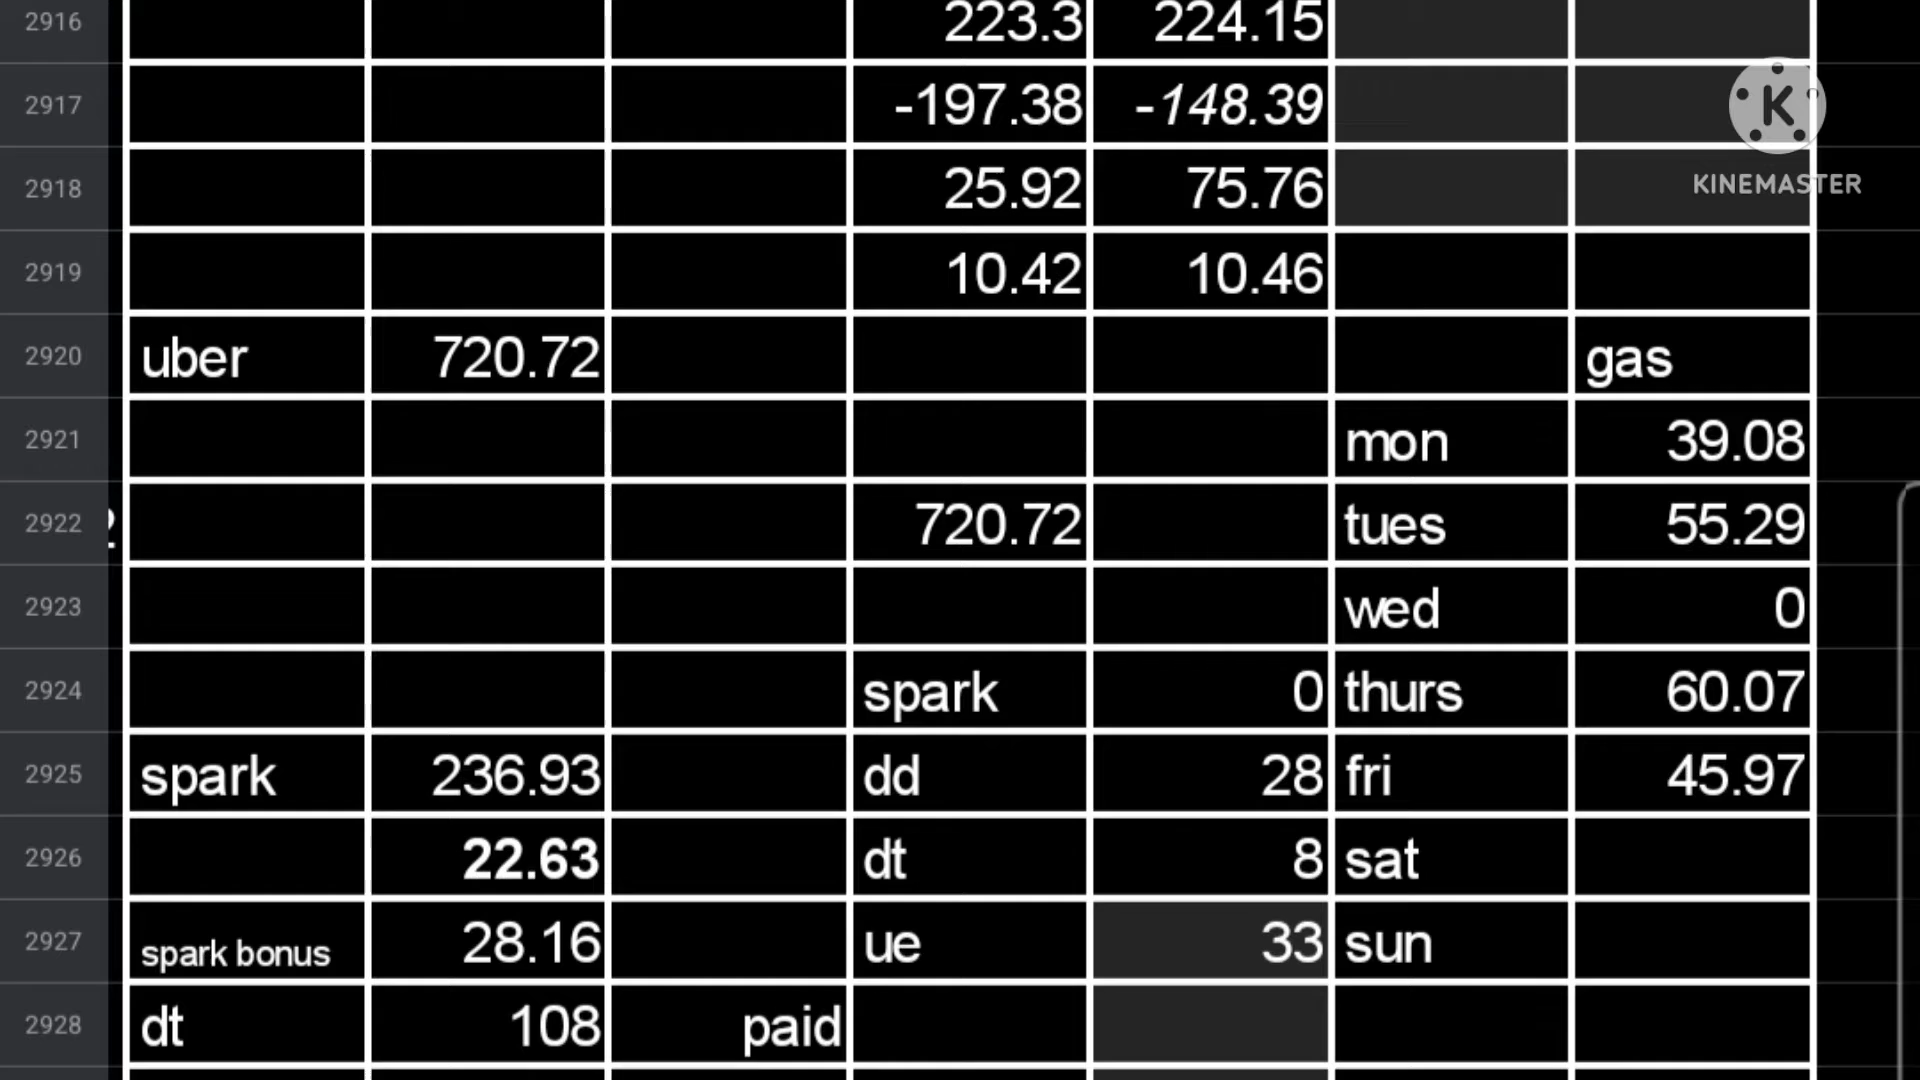 2916 223.3 224.15
2917 -197.38 -148.39
2918 25.92 75.76
KINEMASTER
2919 10.42 10.46
2920 uber 720.72 gas
2921 mon 39.08
2922 720.72 tues 55.29
2923 wed 0
2924 spark 0 thurs 60.07
2925 spark 236.93 dd 28 fri 45.97
2926 22.63 dt 8 sat
2927 spark bonus 28.16 ue 33 sun
2928 dt 108 paid